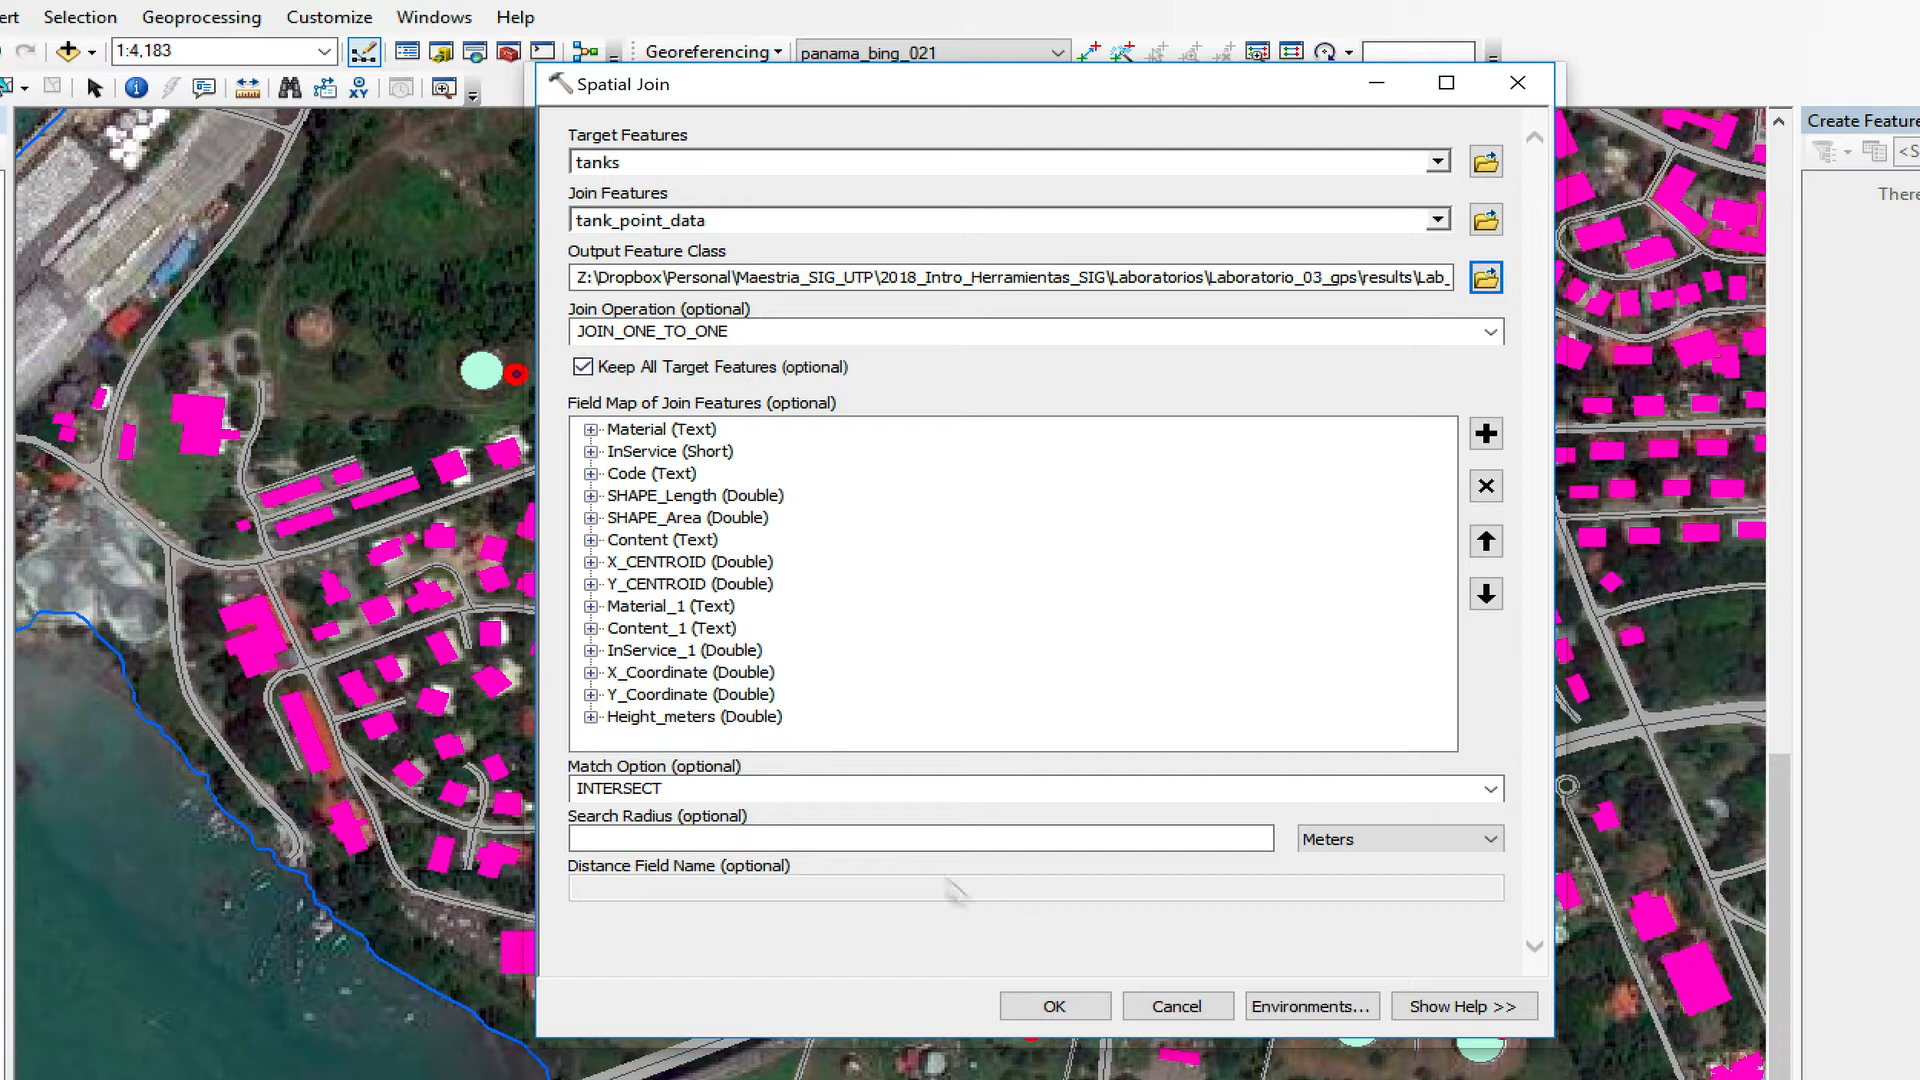 ert Selection Geoprocessing Customize Windows Help
1:4,183 Georeferencing panama_bing_021
XY
Spatial Join
Create Feature
<S
There
Target Features
tanks
Join Features
tank_point_data
Output Feature Class
Z:\Dropbox\Personal\Maestria_SIG_UTP\2018_Intro_Herramientas_SIG\Laboratorios\Laboratorio_03_gps\results\Lab_
Join Operation (optional)
JOIN_ONE_TO_ONE
Keep All Target Features (optional)
Field Map of Join Features (optional)
Material (Text)
InService (Short)
Code (Text)
SHAPE_Length (Double)
SHAPE_Area (Double)
Content (Text)
X_CENTROID (Double)
Y_CENTROID (Double)
Material_1 (Text)
Content_1 (Text)
InService_1 (Double)
X_Coordinate (Double)
Y_Coordinate (Double)
Height_meters (Double)
Match Option (optional)
INTERSECT
Search Radius (optional)
Meters
Distance Field Name (optional)
OK Cancel Environments... Show Help >>